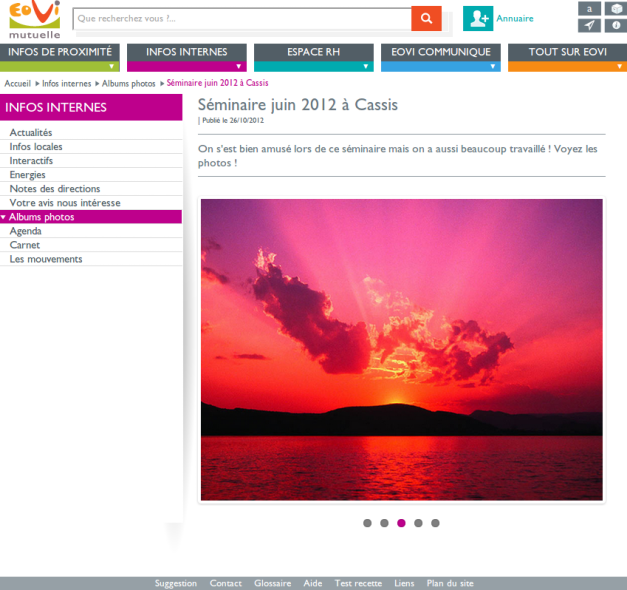 EOVI
mutuelle
Que recherchez vous ?...
Annuaire
a
INFOS DE PROXIMITÉ
INFOS INTERNES
ESPACE RH
EOVI COMMUNIQUE
TOUT SUR EOVI
Accueil
Infos internes
Albums photos
Séminaire juin 2012 à Cassis
INFOS INTERNES
Actualités
Infos locales
Interactifs
Energies
Notes des directions
Votre avis nous intéresse
Albums photos
Agenda
Carnet
Les mouvements
Séminaire juin 2012 à Cassis
| Publié le 26/10/2012
On s'est bien amusé lors de ce séminaire mais on a aussi beaucoup travaillé ! Voyez les
photos !
Suggestion
Contact
Glossaire
Aide
Test recette
Liens
Plan du site